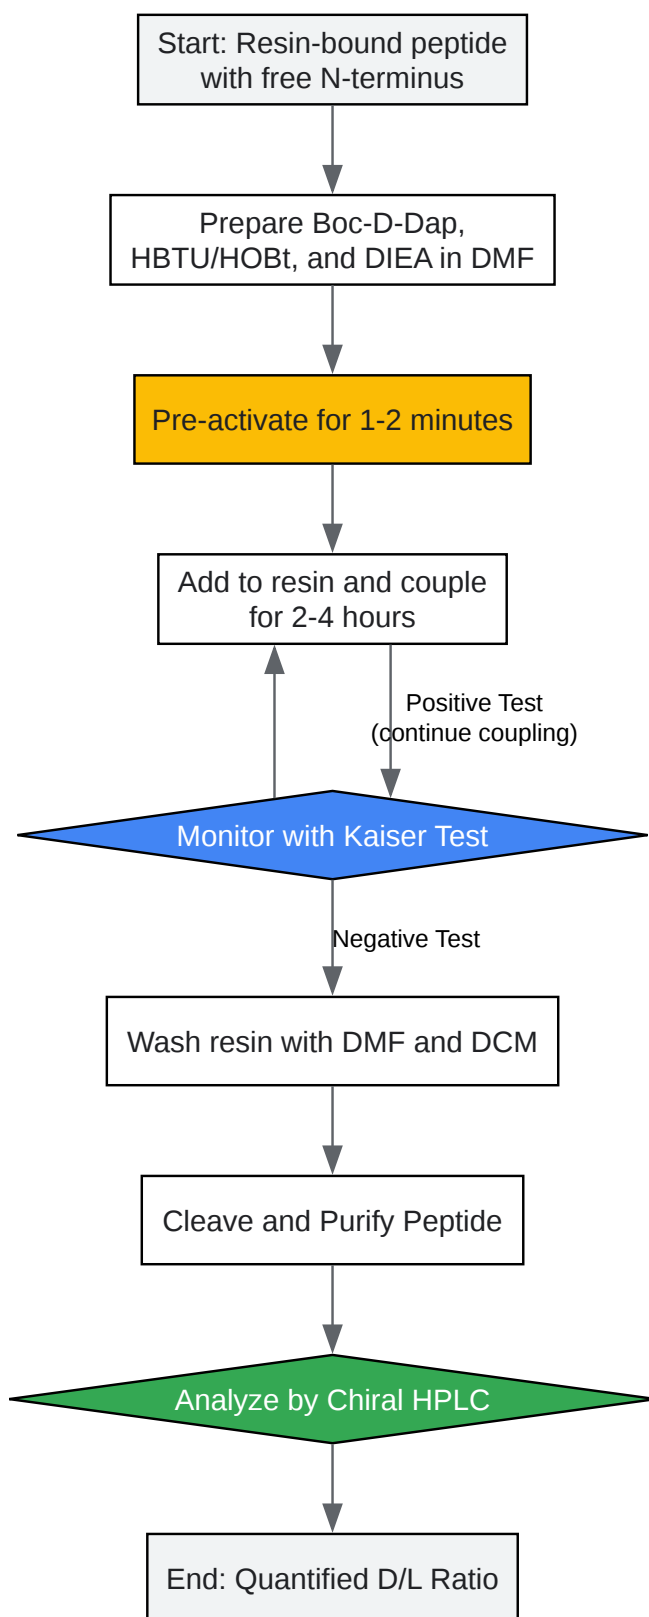 Start: Resin-bound peptide
with free N-terminus
Prepare Boc-D-Dap,
HBTU/HOBt, and DIEA in DMF
Pre-activate for 1-2 minutes
Add to resin and couple
for 2-4 hours
Positive Test
(continue coupling)
Monitor with Kaiser Test
Negative Test
Wash resin with DMF and DCM
Cleave and Purify Peptide
Analyze by Chiral HPLC
End: Quantified D/L Ratio